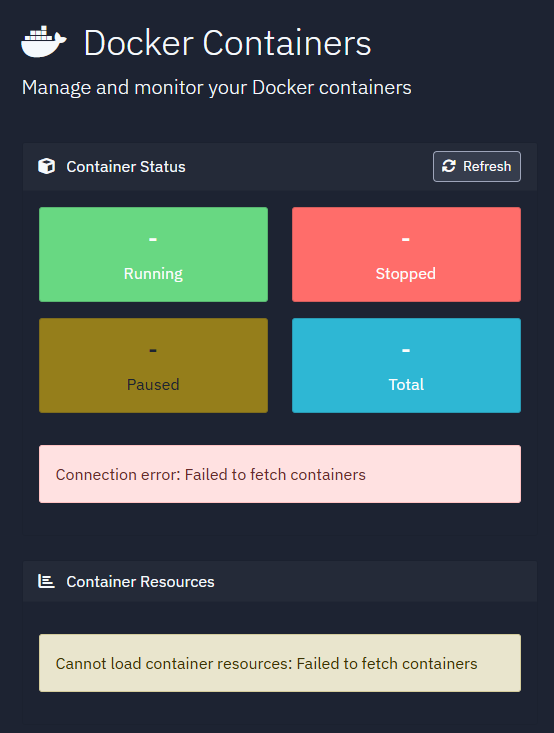 Docker Containers
Manage and monitor your Docker containers
Container Status
Refresh
-
Running
-
Stopped
-
Paused
-
Total
Connection error: Failed to fetch containers
Container Resources
Cannot load container resources: Failed to fetch containers